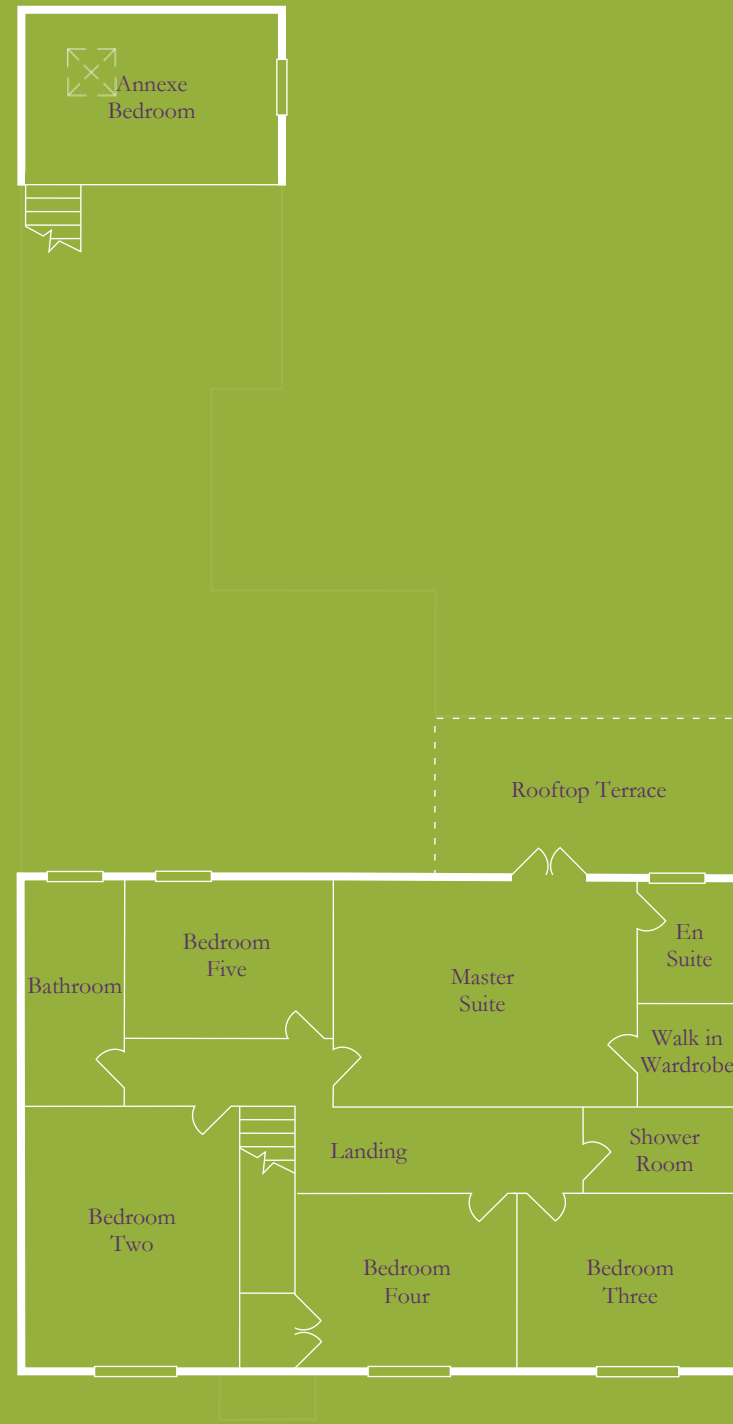 Annexe
Bedroom
Rooftop Terrace
Bedroom
Five
En
Suite
Master
Suite
Bathroom
Walk in
Wardrobe
Shower
Room
Landing
Bedroom
Two
Bedroom
Four
Bedroom
Three